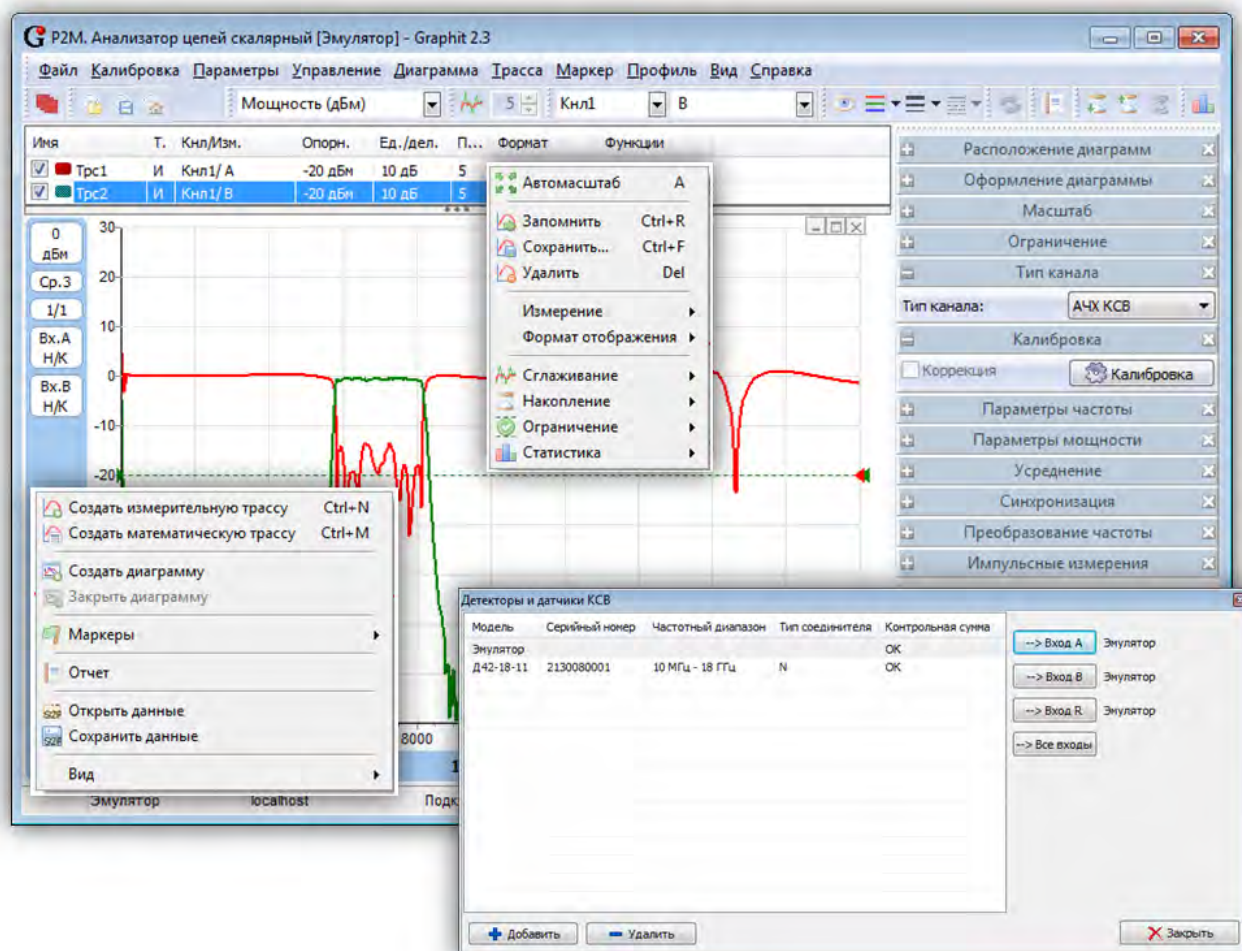 Р2М. Анализатор цепей скалярный [Эмулятор] - Graphit 2.3
Файл Калибровка Параметры Управление Диаграмма Трасса Маркер Профиль Вид Справка
Мощность (дБм) 5 Кнл1 B
Имя Т. Кнл/Изм. Опорн. Ед./дел. П... Формат Функции
Трс1 И Кнл1/ A -20 дБм 10 дБ 5
Трс2 И Кнл1/ B -20 дБм 10 дБ 5
Автомасштаб A
Запомнить Ctrl+R
Сохранить... Ctrl+F
Удалить Del
Измерение
Формат отображения
Сглаживание
Накопление
Ограничение
Статистика
0
дБм
Ср.3
1/1
Вх.A
Н/К
Вх.B
Н/К
30
20
10
0
-10
-20
8000
Расположение диаграмм
Оформление диаграммы
Масштаб
Ограничение
Тип канала
Тип канала: АЧХ КСВ
Калибровка
Коррекция Калибровка
Параметры частоты
Параметры мощности
Усреднение
Синхронизация
Преобразование частоты
Импульсные измерения
Создать измерительную трассу Ctrl+N
Создать математическую трассу Ctrl+M
Создать диаграмму
Закрыть диаграмму
Маркеры
Отчет
Открыть данные
Сохранить данные
Вид
1
Эмулятор localhost Подк
Детекторы и датчики КСВ
Модель Серийный номер Частотный диапазон Тип соединителя Контрольная сумма
Эмулятор OK
Д42-18-11 2130080001 10 МГц - 18 ГГц N OK
--> Вход A Эмулятор
--> Вход B Эмулятор
--> Вход R Эмулятор
--> Все входы
Добавить Удалить Закрыть